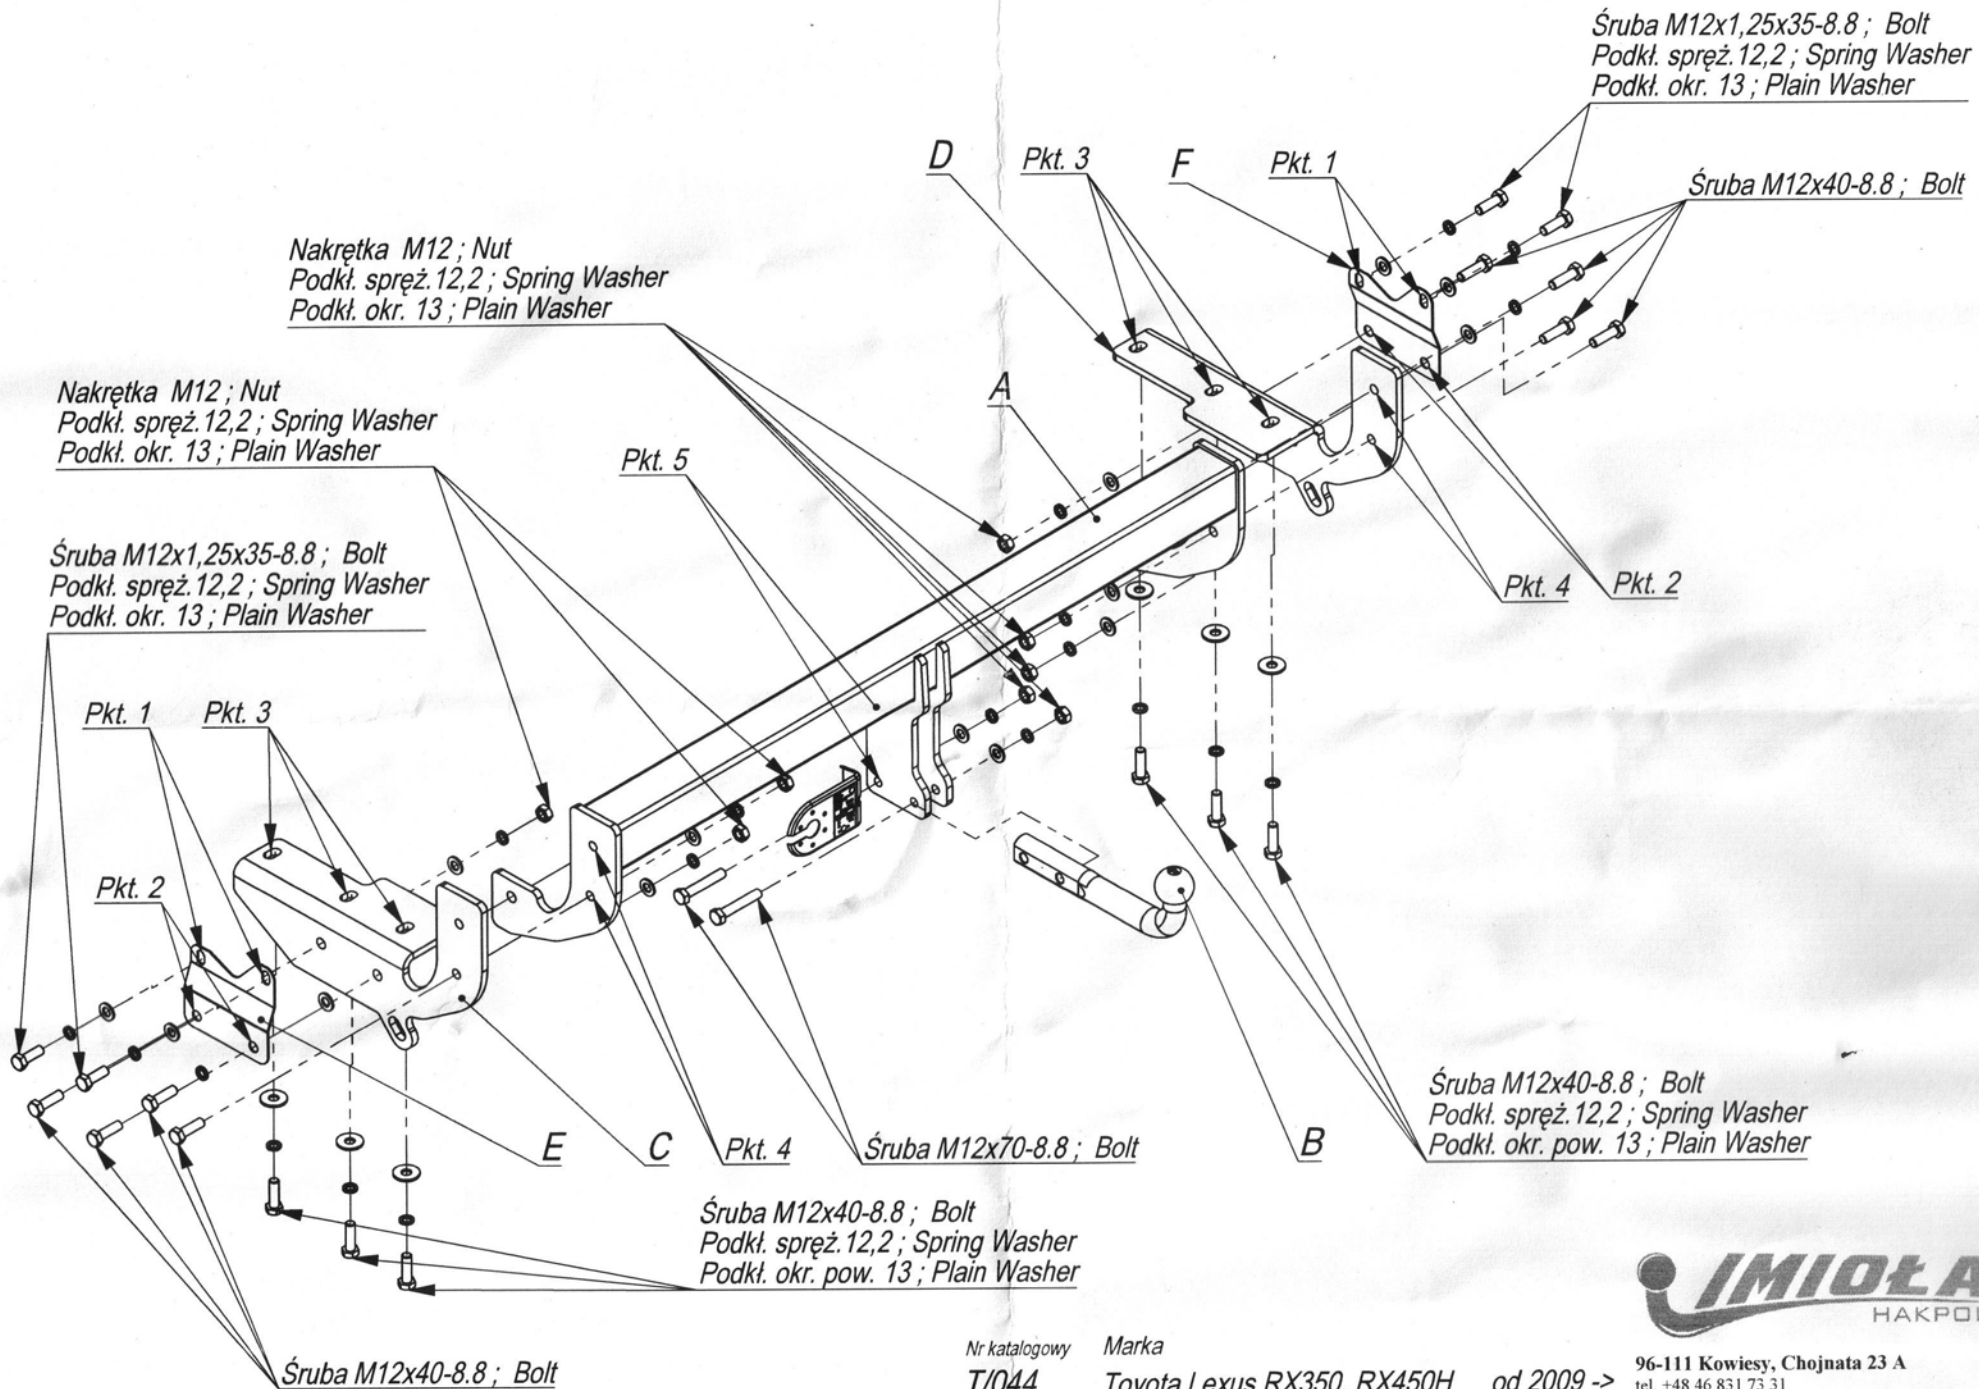 Śruba M12x1,25x35-8.8 ; Bolt
Podkł. spręż.12,2 ; Spring Washer
Podkł. okr. 13 ; Plain Washer
D
Pkt. 3
F
Pkt. 1
Śruba M12x40-8.8 ; Bolt
Nakrętka M12 ; Nut
Podkł. spręż.12,2 ; Spring Washer
Podkł. okr. 13 ; Plain Washer
A
Nakrętka M12 ; Nut
Podkł. spręż.12,2 ; Spring Washer
Podkł. okr. 13 ; Plain Washer
Pkt. 5
Śruba M12x1,25x35-8.8 ; Bolt
Podkł. spręż.12,2 ; Spring Washer
Podkł. okr. 13 ; Plain Washer
Pkt. 4
Pkt. 2
Pkt. 1
Pkt. 3
Pkt. 2
E
C
Pkt. 4
Śruba M12x70-8.8 ; Bolt
B
Śruba M12x40-8.8 ; Bolt
Podkł. spręż.12,2 ; Spring Washer
Podkł. okr. pow. 13 ; Plain Washer
Śruba M12x40-8.8 ; Bolt
Podkł. spręż.12,2 ; Spring Washer
Podkł. okr. pow. 13 ; Plain Washer
Śruba M12x40-8.8 ; Bolt
IMIOŁA
HAKPOL
Nr katalogowy Marka
T/044 Toyota Lexus RX350, RX450H od 2009 ->
96-111 Kowiesy, Chojnata 23 A
tel. +48 46 831 73 31